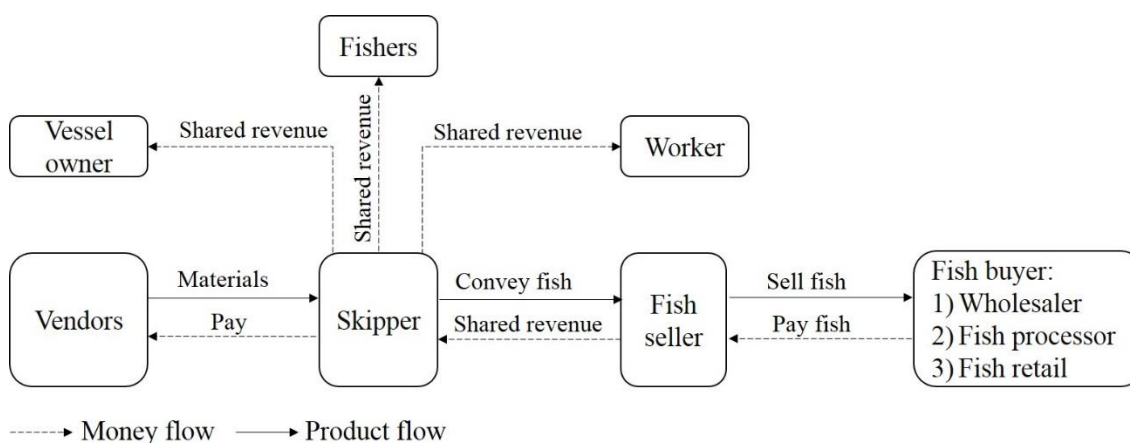 Fishers
Vessel
owner
Shared revenue
Shared revenue
Shared revenue
Worker
Vendors
Materials
Pay
Skipper
Convey fish
Shared revenue
Fish
seller
Sell fish
Pay fish
Fish buyer:
1) Wholesaler
2) Fish processor
3) Fish retail
Money flow
Product flow